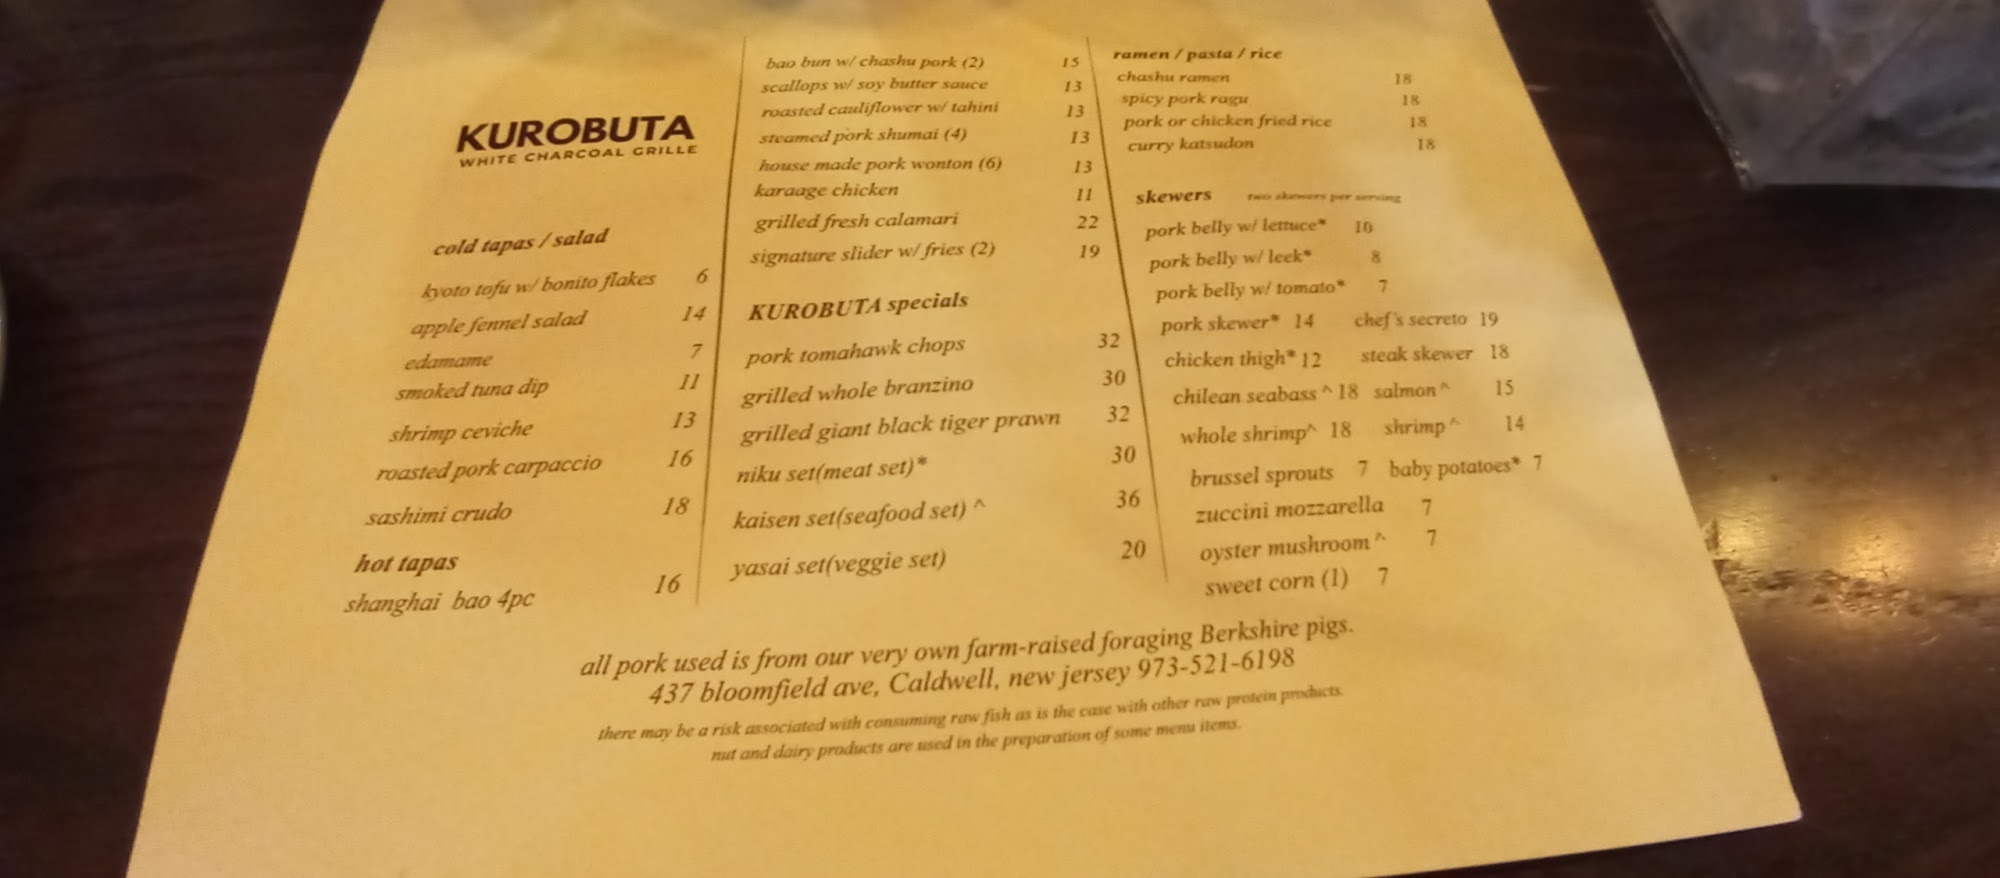 KUROBUTA
WHITE CHARCOAL GRILLE
cold tapas / salad
kyoto tofu w/ bonito flakes 6
apple fennel salad 14
edamame 7
smoked tuna dip 11
shrimp ceviche 13
roasted pork carpaccio 16
sashimi crudo 18
hot tapas
shanghai bao 4pc 16
bao bun w/ chashu pork (2) 15
scallops w/ soy butter sauce 13
roasted cauliflower w/ tahini 13
steamed pork shumai (4) 13
house made pork wonton (6) 13
karaage chicken 11
grilled fresh calamari 22
signature slider w/ fries (2) 19
KUROBUTA specials
pork tomahawk chops 32
grilled whole branzino 30
grilled giant black tiger prawn 32
niku set(meat set)* 30
kaisen set(seafood set) ^ 36
yasai set(veggie set) 20
ramen / pasta / rice
chashu ramen 18
spicy pork ragu 18
pork or chicken fried rice 18
curry katsudon 18
skewers two skewers per serving
pork belly w/ lettuce* 10
pork belly w/ leek* 8
pork belly w/ tomato* 7
pork skewer* 14 chef's secreto 19
chicken thigh* 12 steak skewer 18
chilean seabass ^ 18 salmon ^ 15
whole shrimp^ 18 shrimp ^ 14
brussel sprouts 7 baby potatoes* 7
zuccini mozzarella 7
oyster mushroom ^ 7
sweet corn (1) 7
all pork used is from our very own farm-raised foraging Berkshire pigs.
437 bloomfield ave, Caldwell, new jersey 973-521-6198
there may be a risk associated with consuming raw fish as is the case with other raw protein products.
nut and dairy products are used in the preparation of some menu items.